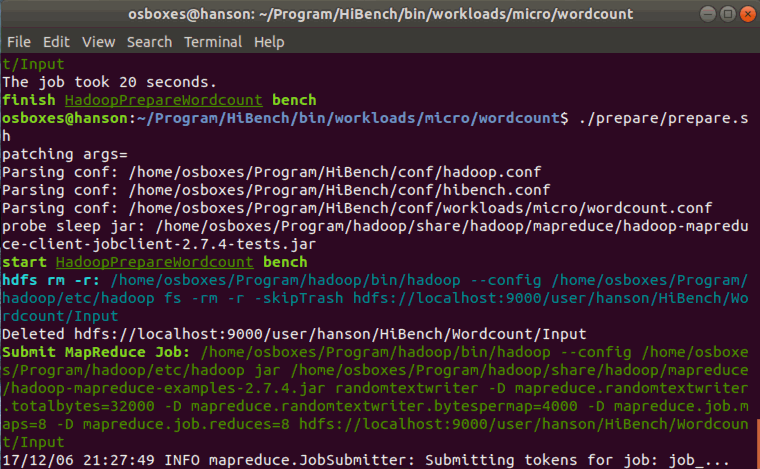 osboxes@hanson: ~/Program/HiBench/bin/workloads/micro/wordcount
File Edit View Search Terminal Help
t/Input
The job took 20 seconds.
finish HadoopPrepareWordcount bench
osboxes@hanson:~/Program/HiBench/bin/workloads/micro/wordcount$ ./prepare/prepare.s
h
patching args=
Parsing conf: /home/osboxes/Program/HiBench/conf/hadoop.conf
Parsing conf: /home/osboxes/Program/HiBench/conf/hibench.conf
Parsing conf: /home/osboxes/Program/HiBench/conf/workloads/micro/wordcount.conf
probe sleep jar: /home/osboxes/Program/hadoop/share/hadoop/mapreduce/hadoop-mapredu
ce-client-jobclient-2.7.4-tests.jar
start HadoopPrepareWordcount bench
hdfs rm -r: /home/osboxes/Program/hadoop/bin/hadoop --config /home/osboxes/Program/
hadoop/etc/hadoop fs -rm -r -skipTrash hdfs://localhost:9000/user/hanson/HiBench/Wo
rdcount/Input
Deleted hdfs://localhost:9000/user/hanson/HiBench/Wordcount/Input
Submit MapReduce Job: /home/osboxes/Program/hadoop/bin/hadoop --config /home/osboxe
s/Program/hadoop/etc/hadoop jar /home/osboxes/Program/hadoop/share/hadoop/mapreduce
/hadoop-mapreduce-examples-2.7.4.jar randomtextwriter -D mapreduce.randomtextwriter
.totalbytes=32000 -D mapreduce.randomtextwriter.bytespermap=4000 -D mapreduce.job.m
aps=8 -D mapreduce.job.reduces=8 hdfs://localhost:9000/user/hanson/HiBench/Wordcoun
t/Input
17/12/06 21:27:49 INFO mapreduce.JobSubmitter: Submitting tokens for job: job_...